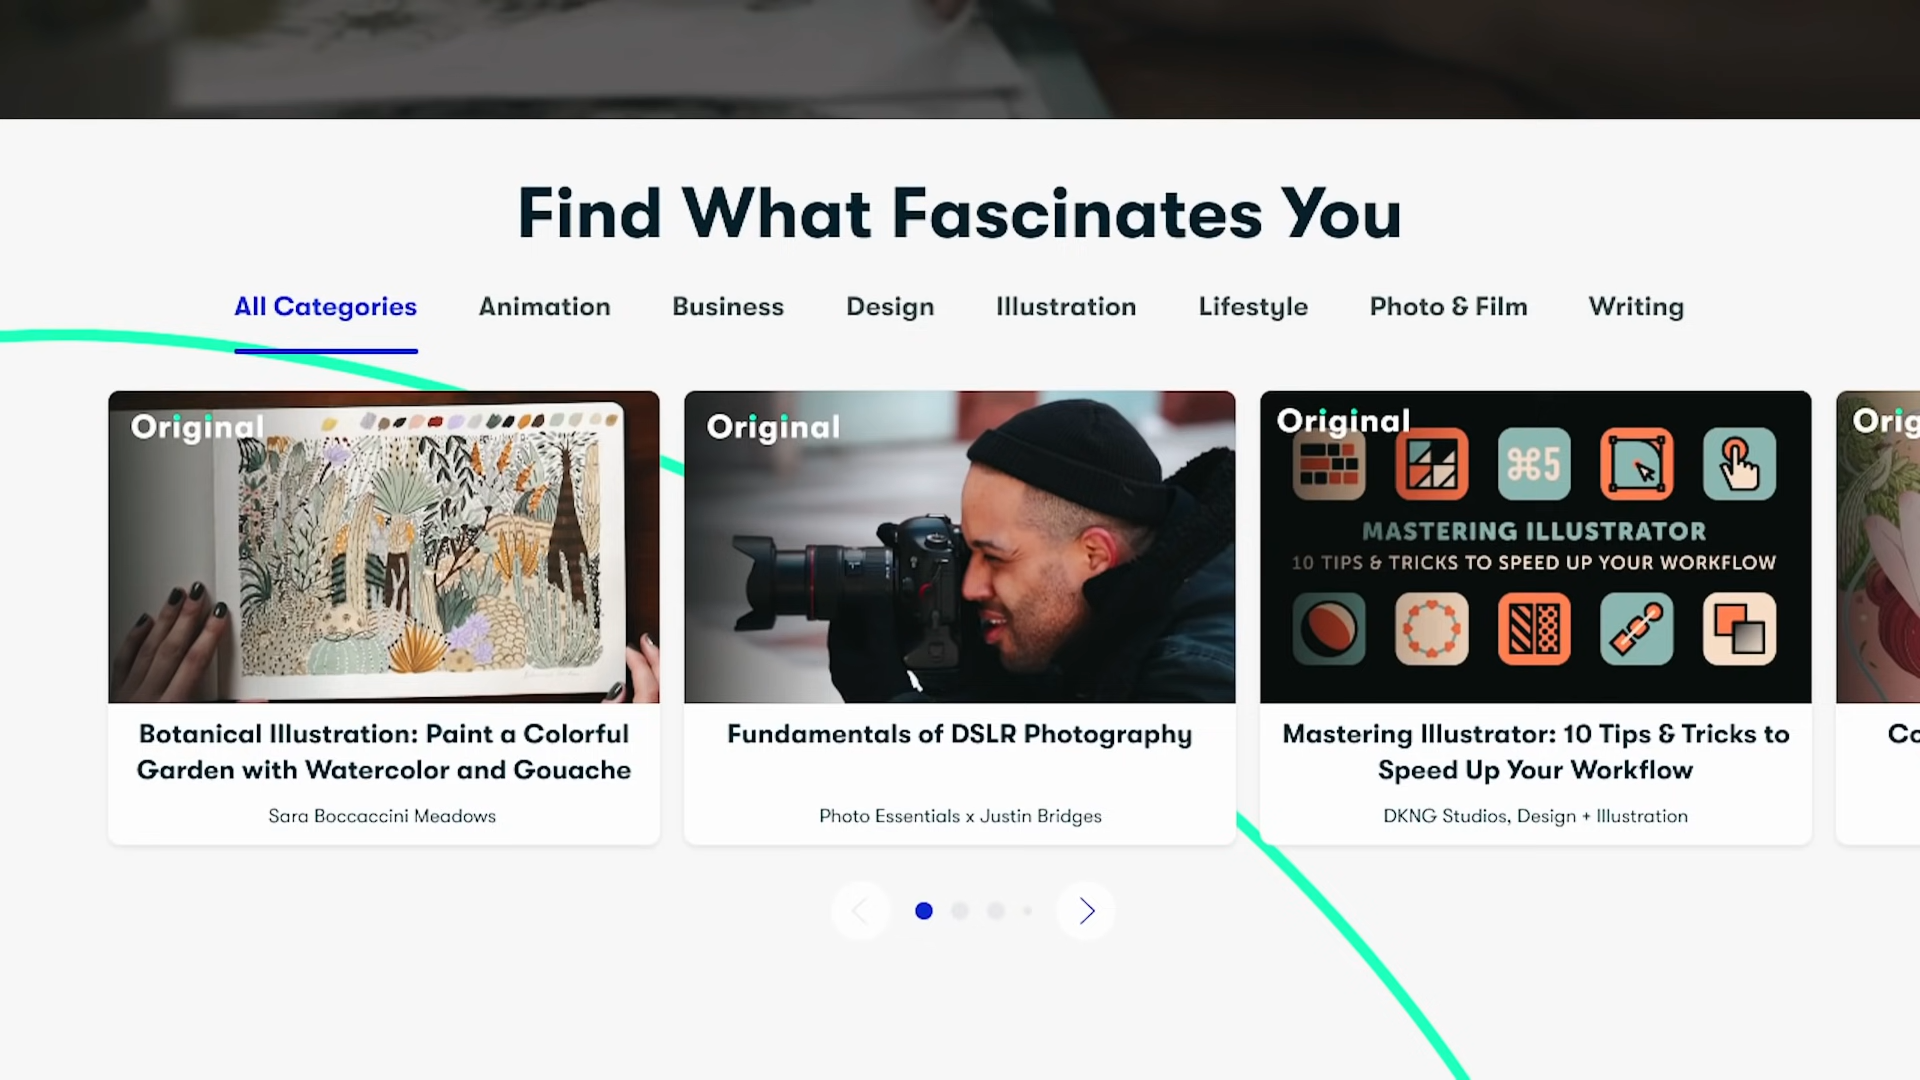 Find What Fascinates You
All Categories Animation Business Design Illustration Lifestyle Photo & Film Writing
Original
Botanical Illustration: Paint a Colorful
Garden with Watercolor and Gouache
Sara Boccaccini Meadows
Original
Fundamentals of DSLR Photography
Photo Essentials x Justin Bridges
Original
⌘5
MASTERING ILLUSTRATOR
10 TIPS & TRICKS TO SPEED UP YOUR WORKFLOW
Mastering Illustrator: 10 Tips & Tricks to
Speed Up Your Workflow
DKNG Studios, Design + Illustration
Orig
Co